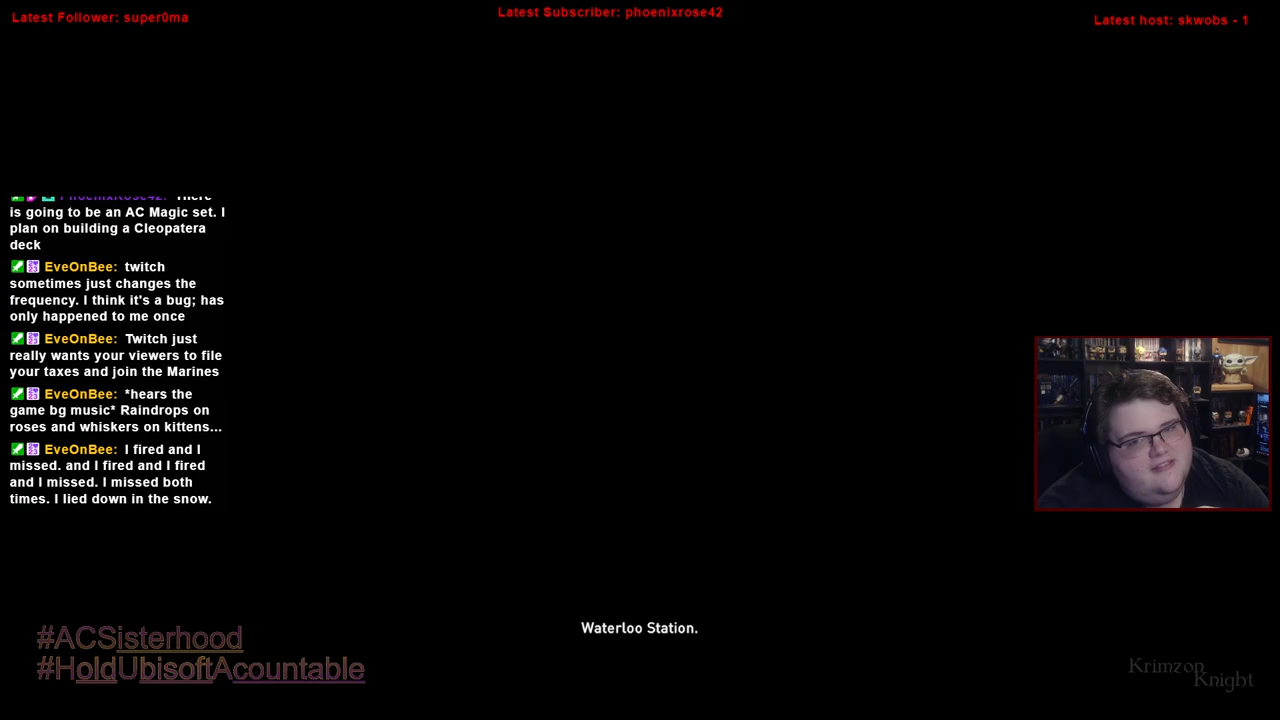 Latest Follower: super0ma
Latest Subscriber: phoenixrose42
Latest host: skwobs - 1
PhoenixRose42: There
is going to be an AC Magic set. I
plan on building a Cleopatera
deck
EveOnBee: twitch
sometimes just changes the
frequency. I think it's a bug; has
only happened to me once
EveOnBee: Twitch just
really wants your viewers to file
your taxes and join the Marines
EveOnBee: *hears the
game bg music* Raindrops on
roses and whiskers on kittens...
EveOnBee: I fired and I
missed. and I fired and I fired
and I missed. I missed both
times. I lied down in the snow.
Waterloo Station.
#ACSisterhood
#HoldUbisoftAcountable
Krimzon
Knight